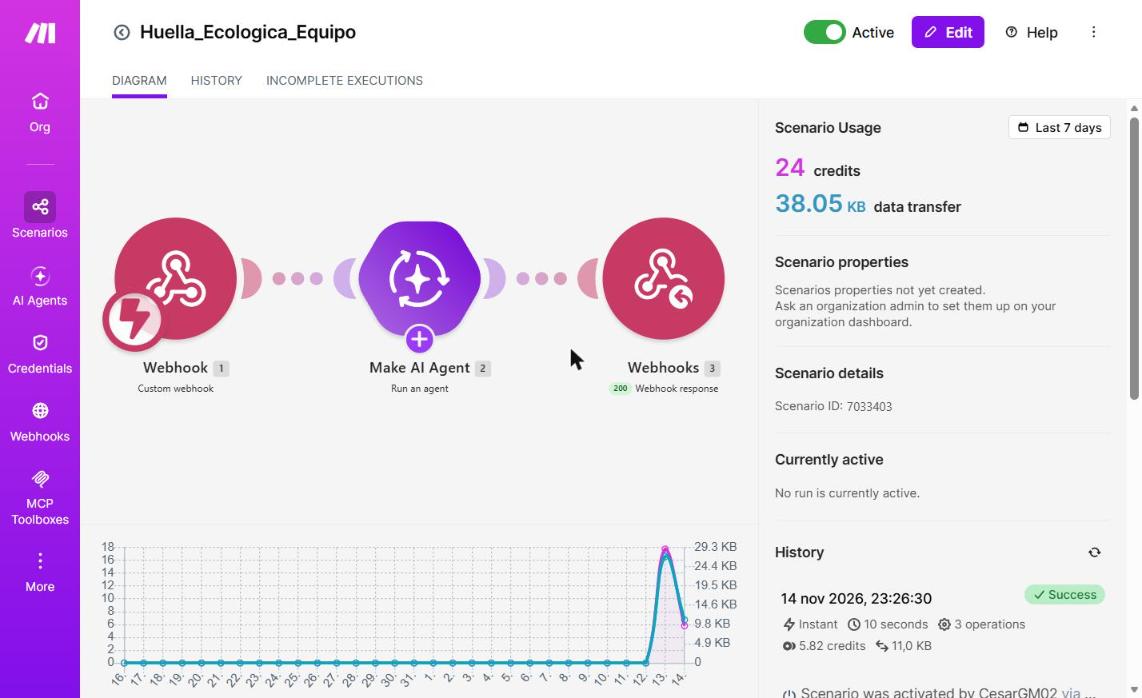 Huella_Ecologica_Equipo
Active
Edit
Help
DIAGRAM
HISTORY
INCOMPLETE EXECUTIONS
Org
Scenarios
AI Agents
Credentials
Webhooks
MCP
Toolboxes
More
Webhook 1
Custom webhook
Make AI Agent 2
Run an agent
Webhooks 3
200 Webhook response
18
16
14
12
10
8
6
4
2
0
29.3 KB
24.4 KB
19.5 KB
14.6 KB
9.8 KB
4.9 KB
0
16. 17. 18. 19. 20. 21. 22. 23. 24. 25. 26. 27. 28. 29. 30. 31. 1. 2. 3. 4. 5. 6. 7. 8. 9. 10. 11. 12. 13. 14.
Scenario Usage
Last 7 days
24 credits
38.05 KB data transfer
Scenario properties
Scenarios properties not yet created.
Ask an organization admin to set them up on your
organization dashboard.
Scenario details
Scenario ID: 7033403
Currently active
No run is currently active.
History
14 nov 2026, 23:26:30
Success
Instant 10 seconds 3 operations
5.82 credits 11,0 KB
Scenario was activated by CesarGM02 via ...